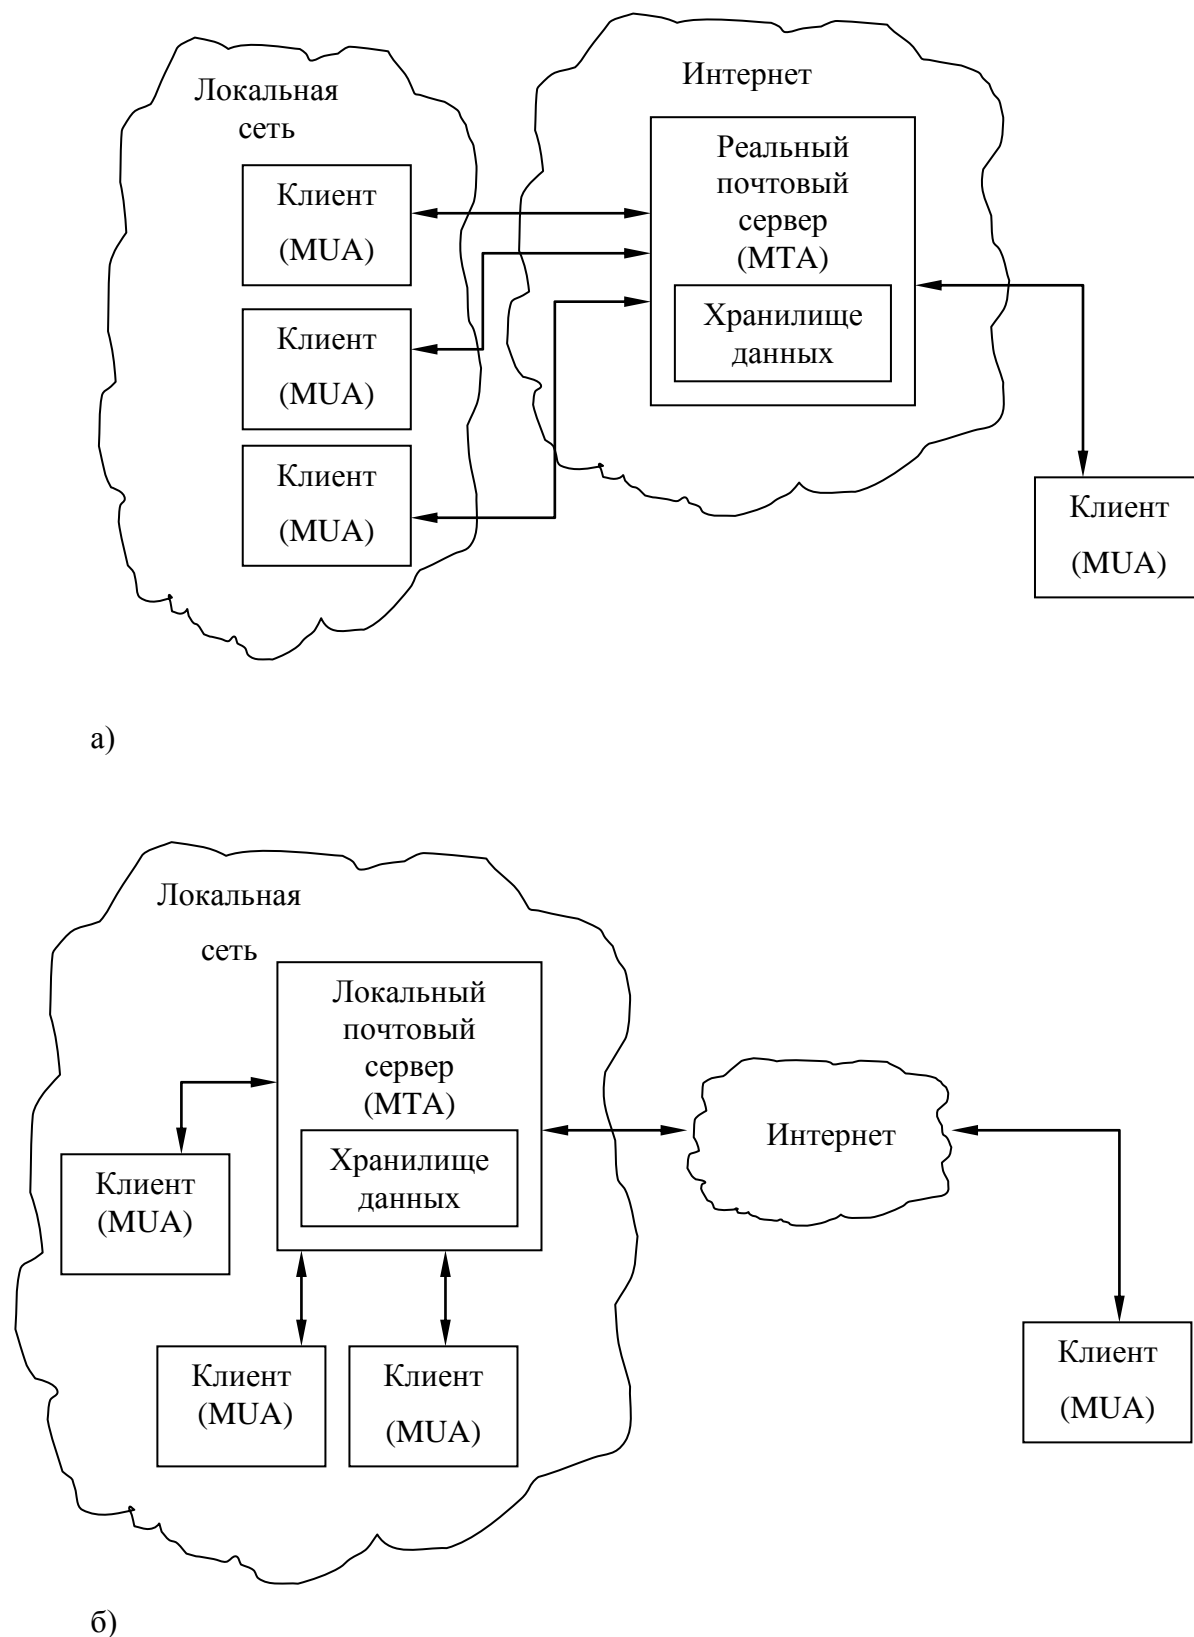 Локальная
сеть
Интернет
Клиент
(MUA)
Клиент
(MUA)
Клиент
(MUA)
Реальный
почтовый
сервер
(MTA)
Хранилище
данных
Клиент
(MUA)
а)
Локальная
сеть
Локальный
почтовый
сервер
(MTA)
Хранилище
данных
Клиент
(MUA)
Клиент
(MUA)
Клиент
(MUA)
Интернет
Клиент
(MUA)
б)